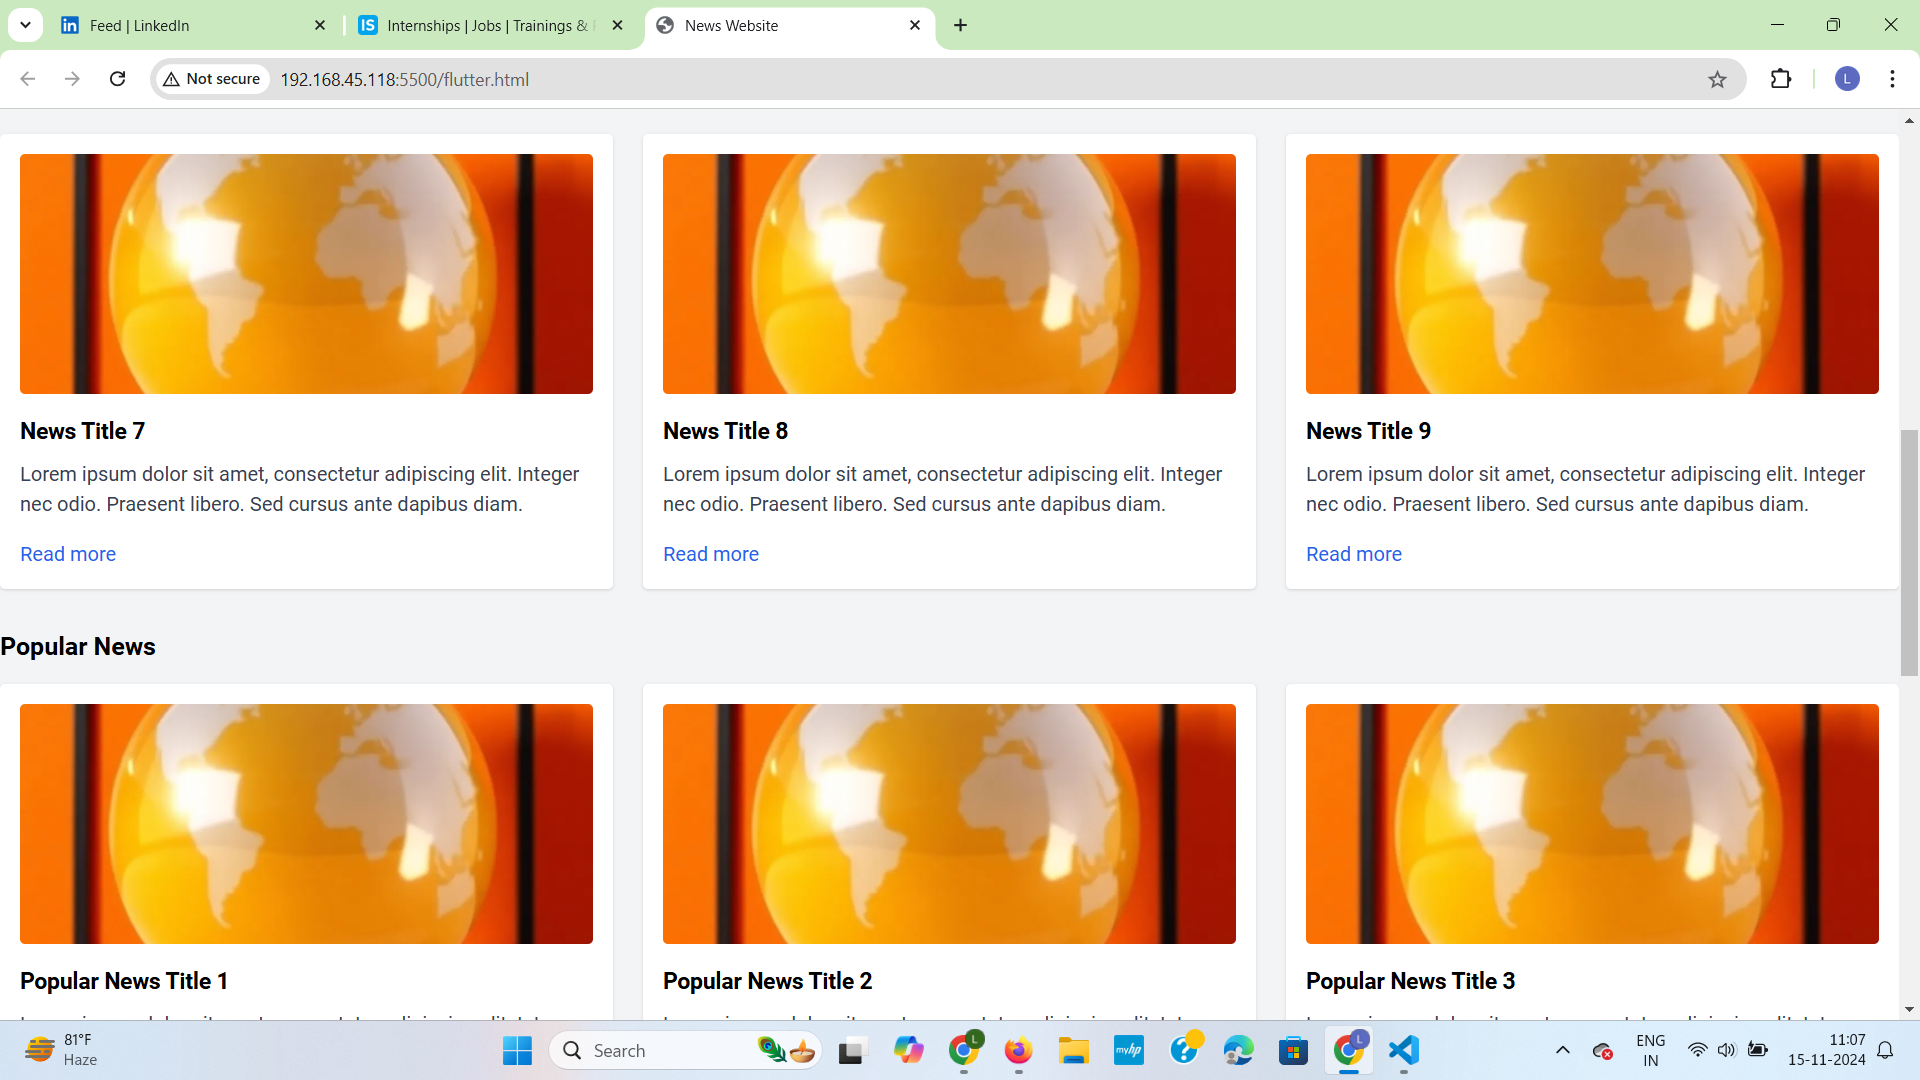 Feed | LinkedIn
Internships | Jobs | Trainings &
News Website
Not secure
192.168.45.118:5500/flutter.html
L
News Title 7
Lorem ipsum dolor sit amet, consectetur adipiscing elit. Integer
nec odio. Praesent libero. Sed cursus ante dapibus diam.
Read more
News Title 8
Lorem ipsum dolor sit amet, consectetur adipiscing elit. Integer
nec odio. Praesent libero. Sed cursus ante dapibus diam.
Read more
News Title 9
Lorem ipsum dolor sit amet, consectetur adipiscing elit. Integer
nec odio. Praesent libero. Sed cursus ante dapibus diam.
Read more
Popular News
Popular News Title 1
Popular News Title 2
Popular News Title 3
81°F
Haze
Search
L
myhp
L
ENG
IN
11:07
15-11-2024